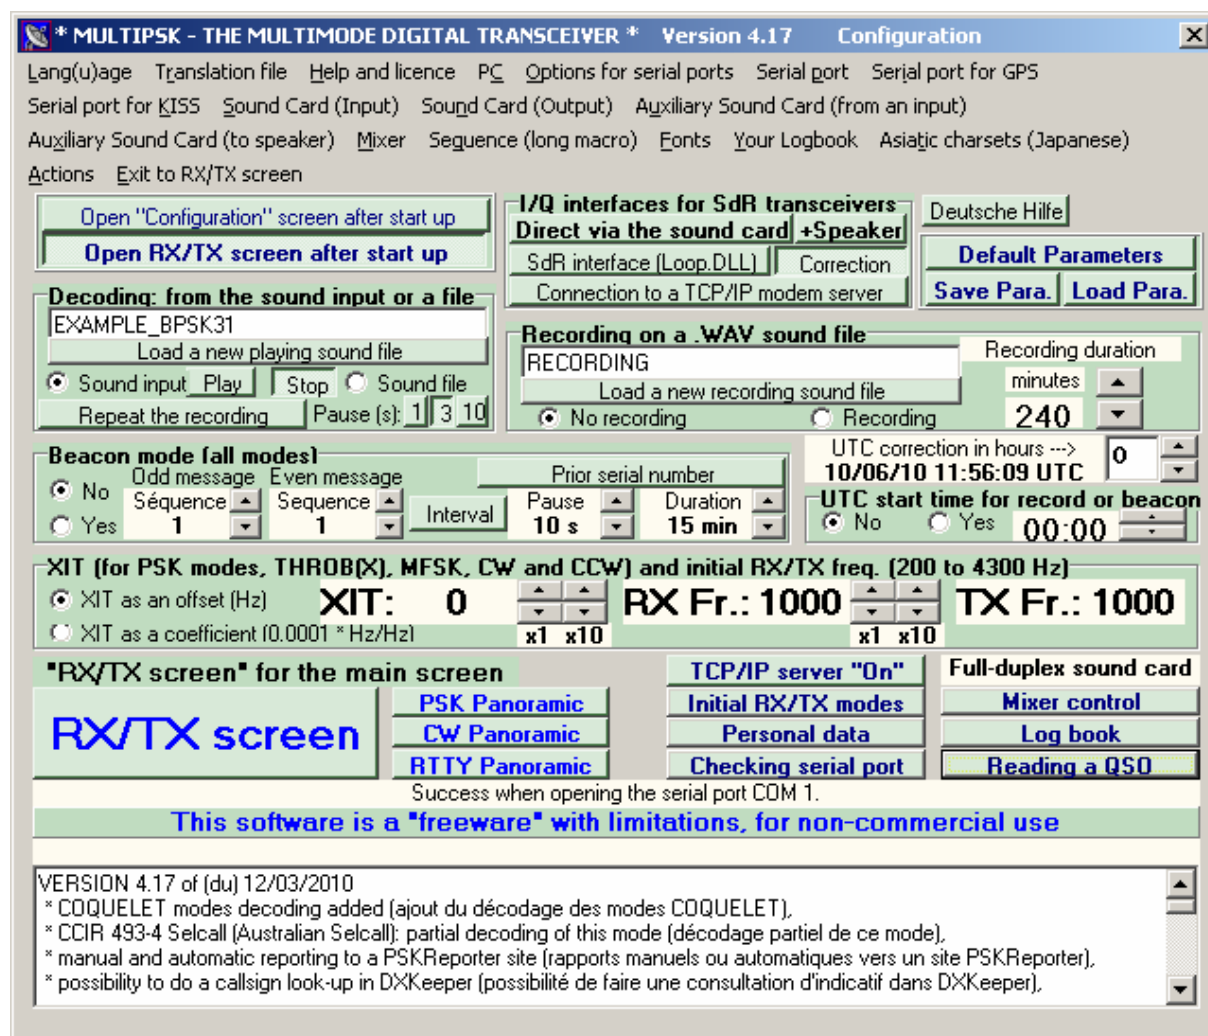 * MULTIPSK - THE MULTIMODE DIGITAL TRANSCEIVER * Version 4.17 Configuration
Lang(u)age Translation file Help and licence PC Options for serial ports Serial port Serial port for GPS
Serial port for KISS Sound Card (Input) Sound Card (Output) Auxiliary Sound Card (from an input)
Auxiliary Sound Card (to speaker) Mixer Sequence (long macro) Fonts Your Logbook Asiatic charsets (Japanese)
Actions Exit to RX/TX screen
Open "Configuration" screen after start up
Open RX/TX screen after start up
I/Q interfaces for SdR transceivers
Direct via the sound card +Speaker
SdR interface (Loop.DLL) Correction
Connection to a TCP/IP modem server
Deutsche Hilfe
Default Parameters
Save Para. Load Para.
Decoding: from the sound input or a file
EXAMPLE_BPSK31
Load a new playing sound file
Sound input Play Stop Sound file
Repeat the recording Pause (s): 1 3 10
Recording on a .WAV sound file
RECORDING
Load a new recording sound file
No recording Recording
Recording duration
minutes
240
Beacon mode (all modes)
No
Yes
Odd message Even message
Séquence Sequence
1 1
Interval
Prior serial number
Pause Duration
10 s 15 min
UTC correction in hours --->
10/06/10 11:56:09 UTC
0
UTC start time for record or beacon
No Yes 00:00
XIT (for PSK modes, THROB(X), MFSK, CW and CCW) and initial RX/TX freq. (200 to 4300 Hz)
XIT as an offset (Hz)
XIT as a coefficient (0.0001 * Hz/Hz)
XIT: 0 RX Fr.: 1000 TX Fr.: 1000
x1 x10 x1 x10
"RX/TX screen" for the main screen
RX/TX screen
PSK Panoramic
CW Panoramic
RTTY Panoramic
TCP/IP server "On"
Initial RX/TX modes
Personal data
Checking serial port
Full-duplex sound card
Mixer control
Log book
Reading a QSO
Success when opening the serial port COM 1.
This software is a "freeware" with limitations, for non-commercial use
VERSION 4.17 of (du) 12/03/2010
* COQUELET modes decoding added (ajout du décodage des modes COQUELET),
* CCIR 493-4 Selcall (Australian Selcall): partial decoding of this mode (décodage partiel de ce mode),
* manual and automatic reporting to a PSKReporter site (rapports manuels ou automatiques vers un site PSKReporter),
* possibility to do a callsign look-up in DXKeeper (possibilité de faire une consultation d'indicatif dans DXKeeper),